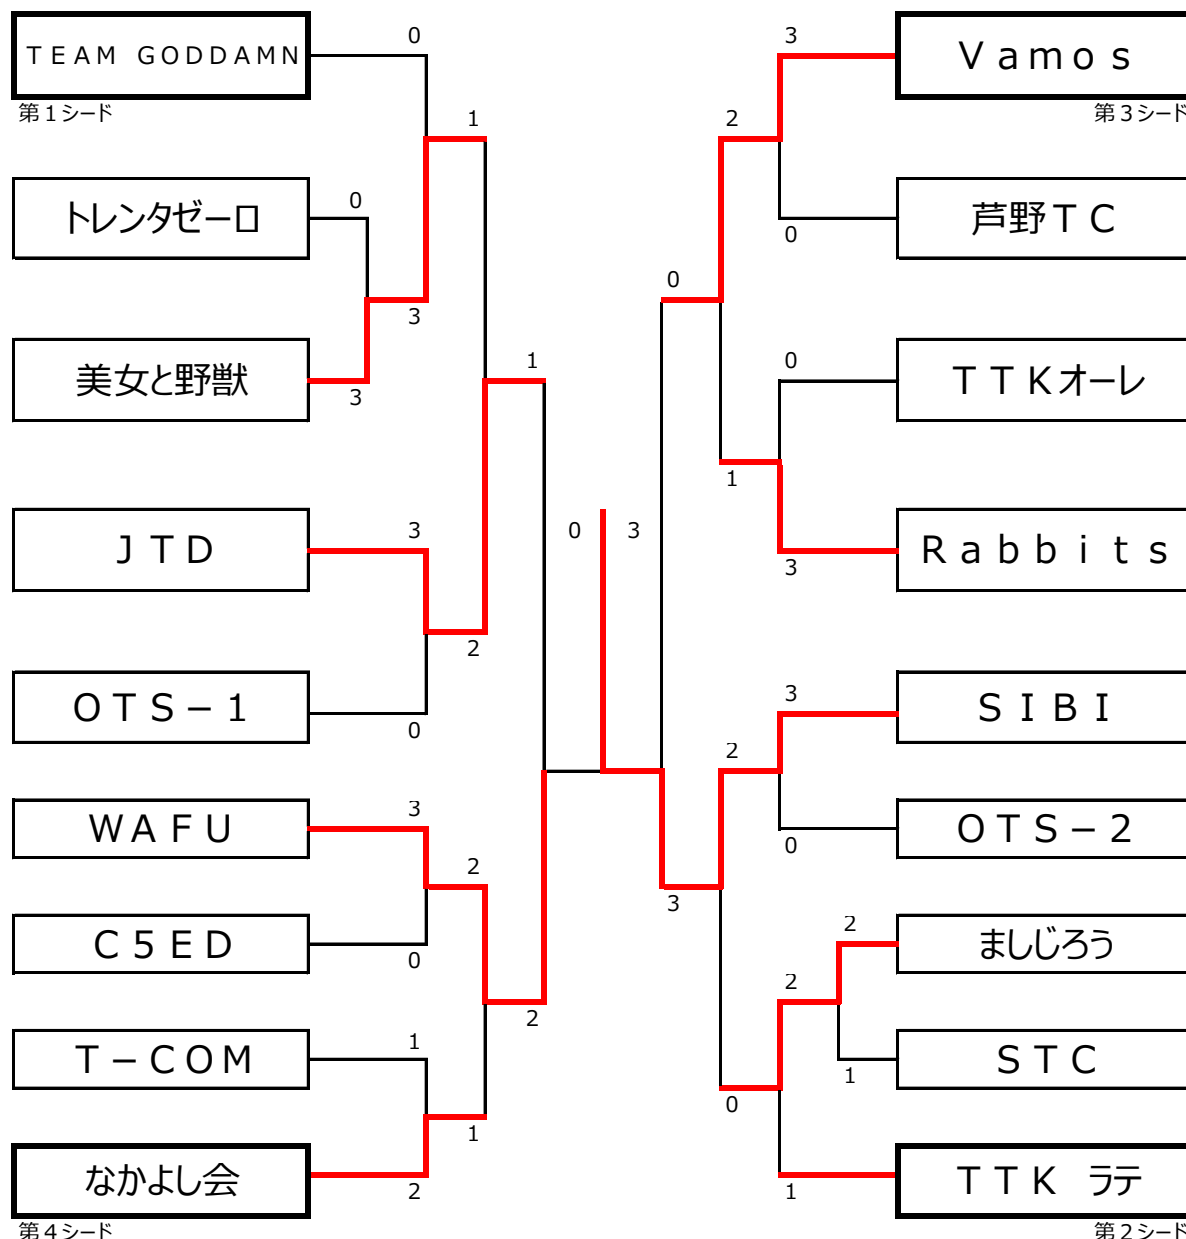 TEAM GODDAMN
第1シード
トレンタゼーロ
美女と野獣
JTD
OTS－1
WAFU
C5ED
T－COM
なかよし会
第4シード
0
0
3
3
1
3
0
2
3
0
1
2
1
2
2
1
0
3
0
3
2
3
2
0
0
1
0
3
3
2
0
2
2
1
0
1
Vamos
第3シード
芦野TC
TTKオーレ
Rabbits
SIBI
OTS－2
ましじろう
STC
TTK ラテ
第2シード